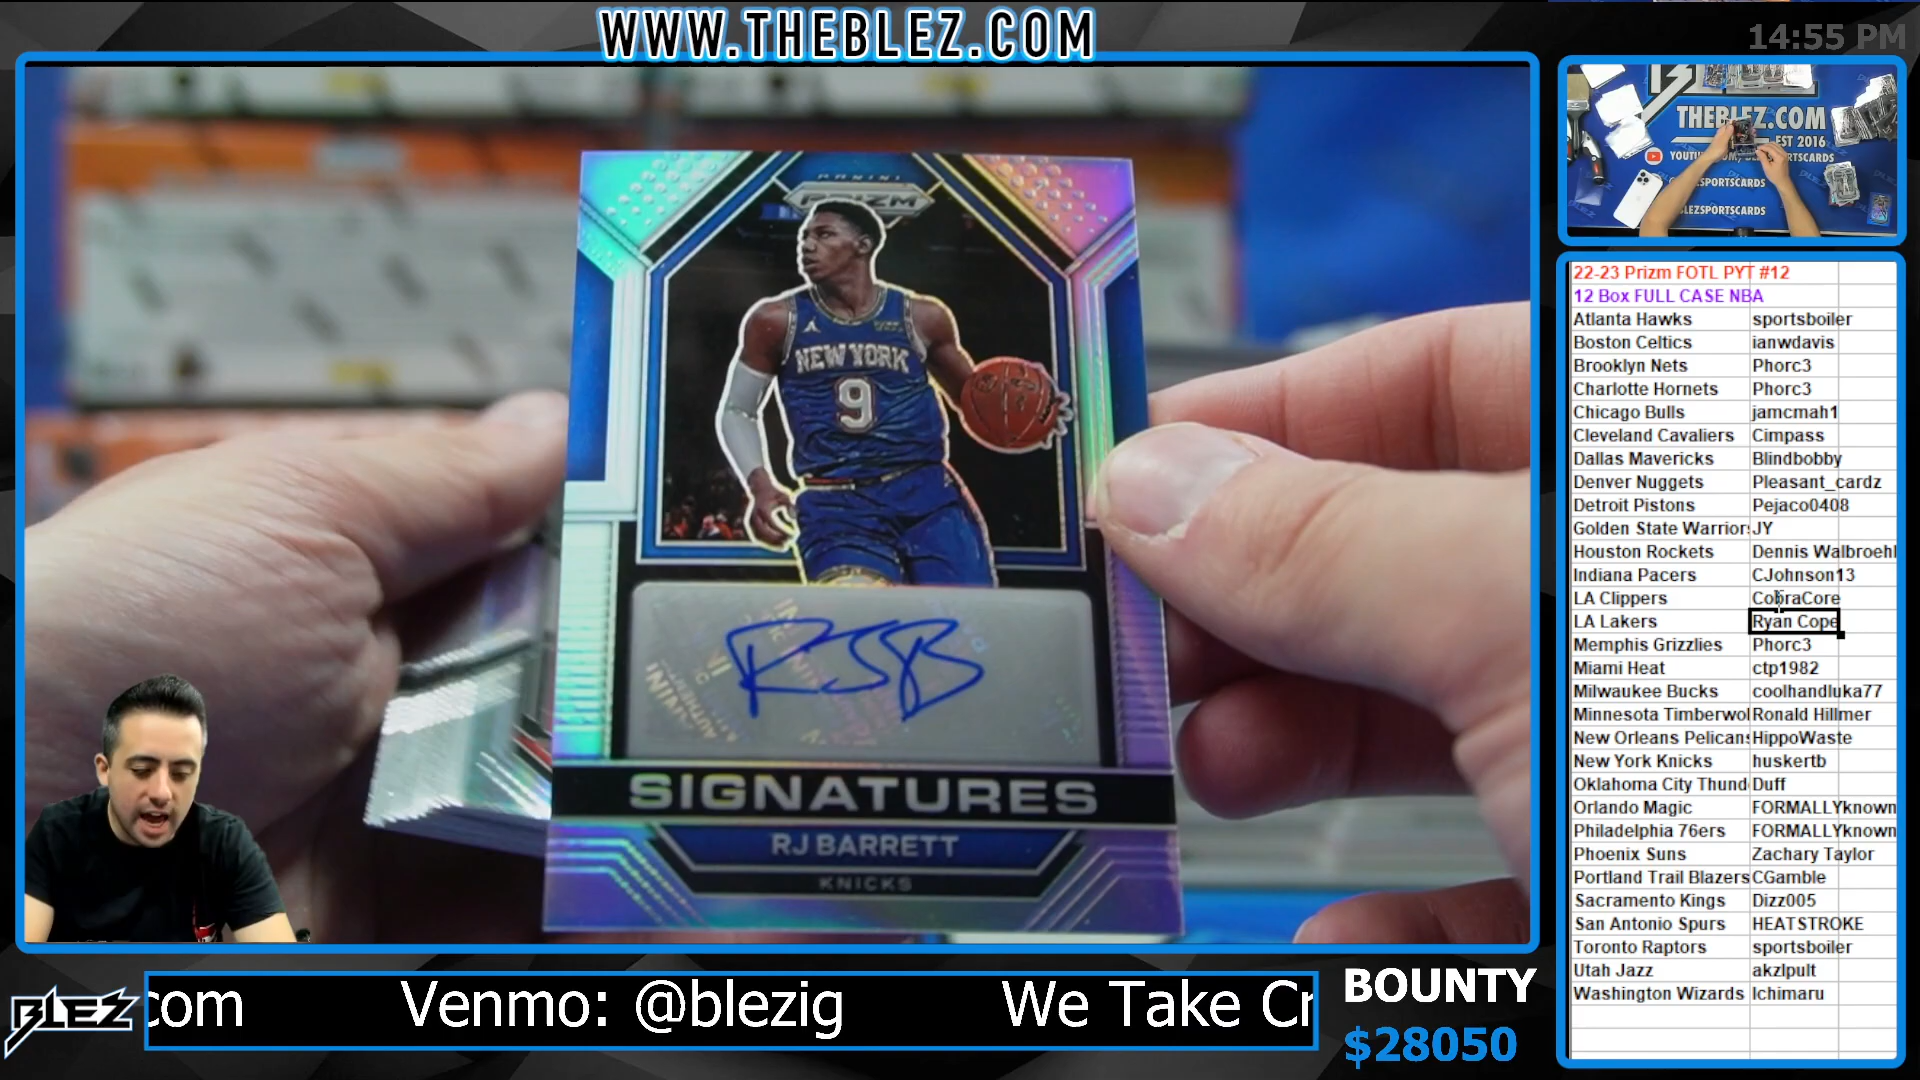 WWW.THEBLEZ.COM
14:55 PM
PANINI
PRIZM
NEW YORK
9
RJB
SIGNATURES
RJ BARRETT
KNICKS
THEBLEZ.COM
EST 2016
22-23 Prizm FOTL PYT #12
12 Box FULL CASE NBA
Atlanta Hawks sportsboiler
Boston Celtics ianwdavis
Brooklyn Nets Phorc3
Charlotte Hornets Phorc3
Chicago Bulls jamcmah1
Cleveland Cavaliers Cimpass
Dallas Mavericks Blindbobby
Denver Nuggets Pleasant_cardz
Detroit Pistons Pejaco0408
Golden State Warrior JY
Houston Rockets Dennis Walbroehl
Indiana Pacers CJohnson13
LA Clippers CobraCore
LA Lakers Ryan Cope
Memphis Grizzlies Phorc3
Miami Heat ctp1982
Milwaukee Bucks coolhandluka77
Minnesota Timberwol Ronald Hillmer
New Orleans Pelicans HippoWaste
New York Knicks huskertb
Oklahoma City Thund Duff
Orlando Magic FORMALLYknown
Philadelphia 76ers FORMALLYknown
Phoenix Suns Zachary Taylor
Portland Trail Blazers CGamble
Sacramento Kings Dizz005
San Antonio Spurs HEATSTROKE
Toronto Raptors sportsboiler
Utah Jazz akzlpult
Washington Wizards Ichimaru
BLEZ
com Venmo: @blezig We Take Cr
BOUNTY
$28050